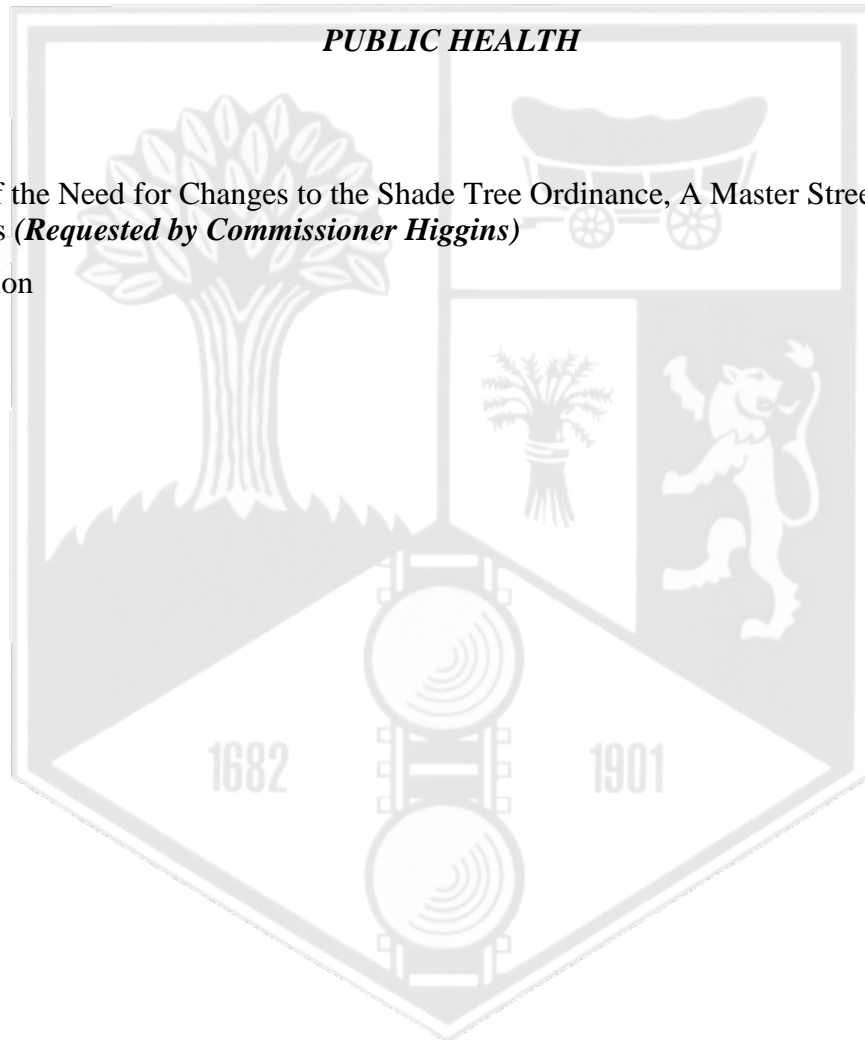 PUBLIC HEALTH
f the Need for Changes to the Shade Tree Ordinance, A Master Stree
s (Requested by Commissioner Higgins)
on
1682 1901